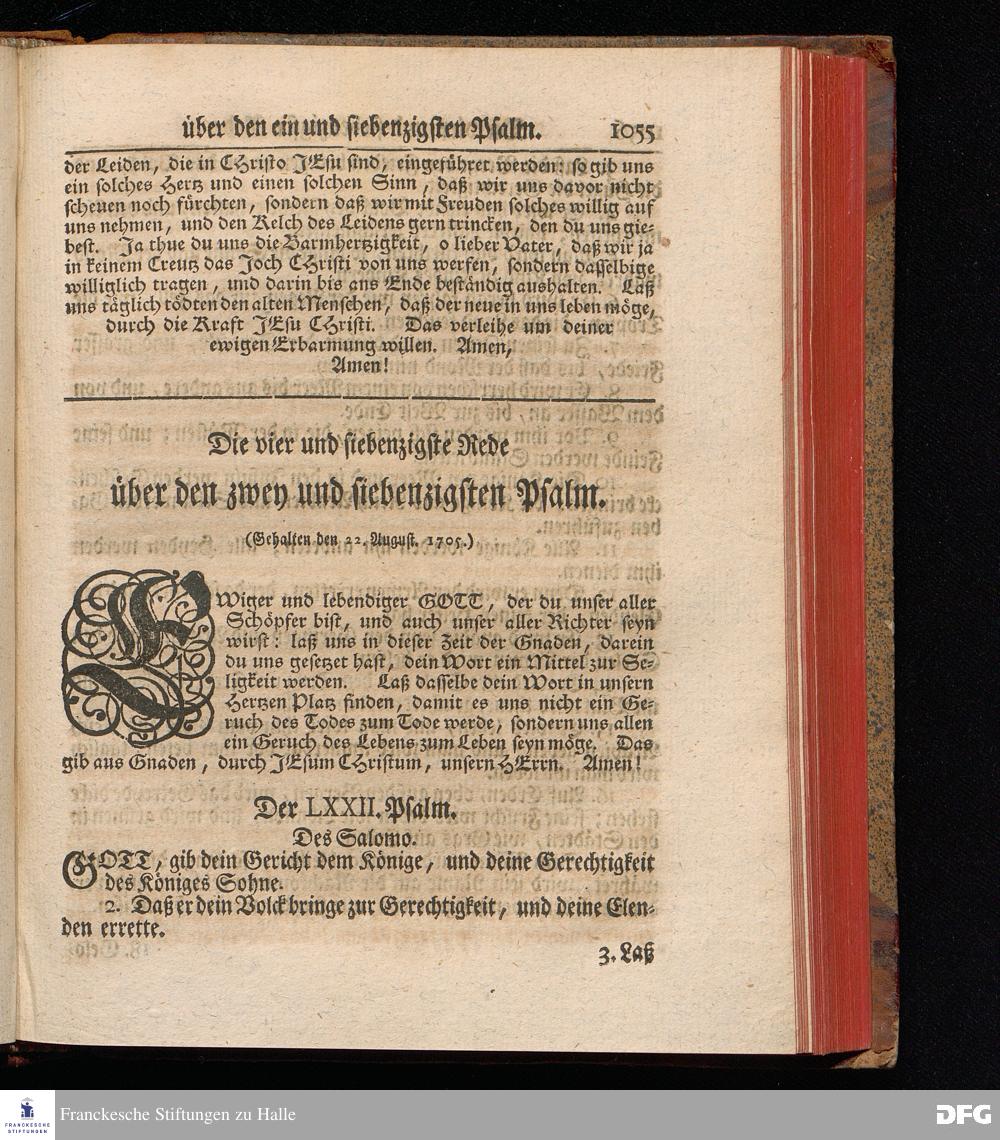 über den ein und siebenzigsten Psalm. 1055
der Leiden, die in CHristo JEsu sind, eingeführet werden: so gib uns
ein solches Hertz und einen solchen Sinn, daß wir uns davor nicht
scheuen noch fürchten, sondern daß wir mit Freuden solches willig auf
uns nehmen, und den Kelch des Leidens gern trincken, den du uns gie-
best. Ja thue du uns die Barmhertzigkeit, o lieber Vater, daß wir ja
in keinem Creutz das Joch CHristi von uns werfen, sondern dasselbige
williglich tragen, und darin bis ans Ende beständig aushalten. Laß
uns täglich tödten den alten Menschen, daß der neue in uns leben möge,
durch die Kraft JEsu CHristi. Das verleihe um deiner
ewigen Erbarmung willen. Amen,
Amen!
Die vier und siebenzigste Rede
über den zwey und siebenzigsten Psalm.
(Gehalten den 22. August. 1705.)
EWiger und lebendiger GOTT, der du unser aller
Schöpfer bist, und auch unser aller Richter seyn
wirst: laß uns in dieser Zeit der Gnaden, darein
du uns gesetzet hast, dein Wort ein Mittel zur Se-
ligkeit werden. Laß dasselbe dein Wort in unsern
Hertzen Platz finden, damit es uns nicht ein Ge-
ruch des Todes zum Tode werde, sondern uns allen
ein Geruch des Lebens zum Leben seyn möge. Das
gib aus Gnaden, durch JEsum CHristum, unsern HErrn. Amen!
Der LXXII. Psalm.
Des Salomo.
GOTT, gib dein Gericht dem Könige, und deine Gerechtigkeit
des Königes Sohne.
2. Daß er dein Volck bringe zur Gerechtigkeit, und deine Elen-
den errette.
3. Laß
Franckesche Stiftungen zu Halle
FRANCKESCHE
STIFTUNGEN
DFG